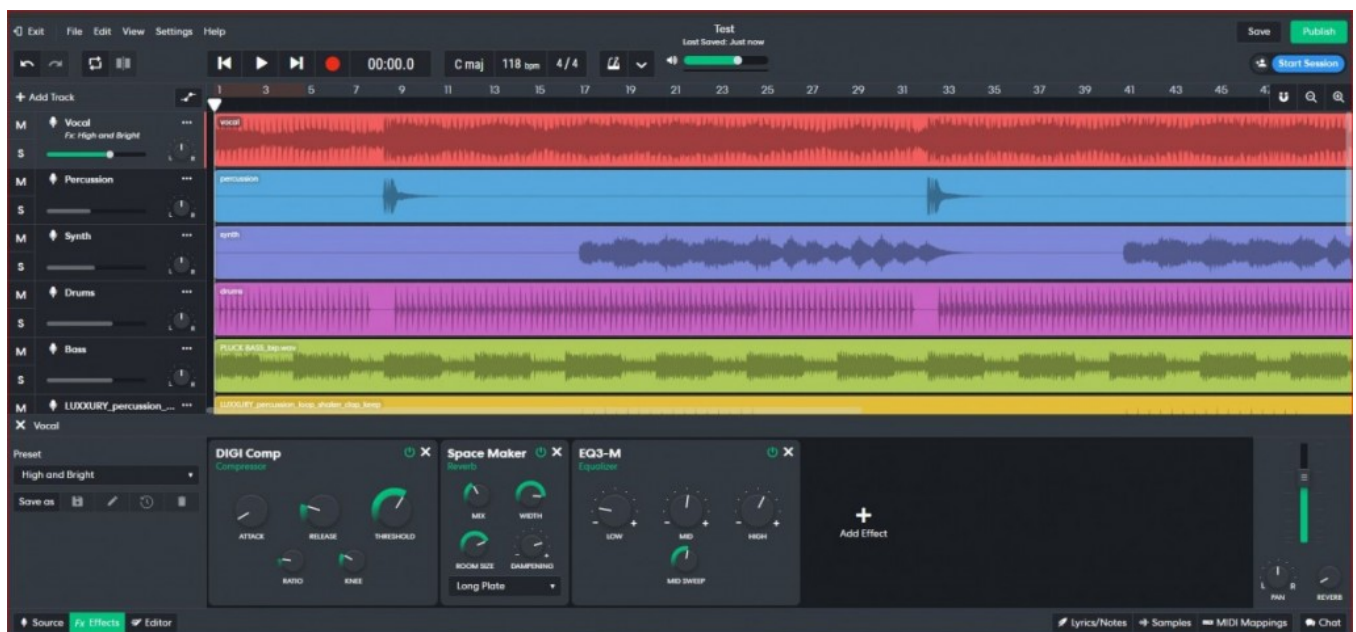 Exit File Edit View Settings Help
Test
Last Saved: Just now
Save Publish
00:00.0 C maj 118 bpm 4/4
Start Session
+ Add Track
1 3 5 7 9 11 13 15 17 19 21 23 25 27 29 31 33 35 37 39 41 43 45
M Vocal ...
Fx: High and Bright
S L R
vocal
M Percussion ...
S L R
percussion
M Synth ...
S L R
synth
M Drums ...
S L R
drums
M Bass ...
S L R
PLUCK BASS_bip.wav
M LUXXURY_percussion_... ...
LUXXURY_percussion_loop_shaker_clap_keep
X Vocal
Preset
High and Bright
Save as
DIGI Comp
Compressor
ATTACK RELEASE THRESHOLD
RATIO KNEE
Space Maker
Reverb
MIX WIDTH
ROOM SIZE DAMPENING
Long Plate
EQ3-M
Equalizer
LOW MID HIGH
MID SWEEP
+
Add Effect
L R
PAN REVERB
Source Fx Effects Editor
Lyrics/Notes Samples MIDI Mappings Chat